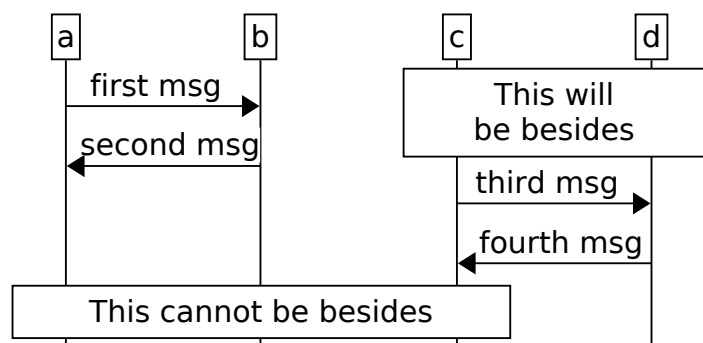 a
b
c
d
first msg
This will
be besides
second msg
third msg
fourth msg
This cannot be besides